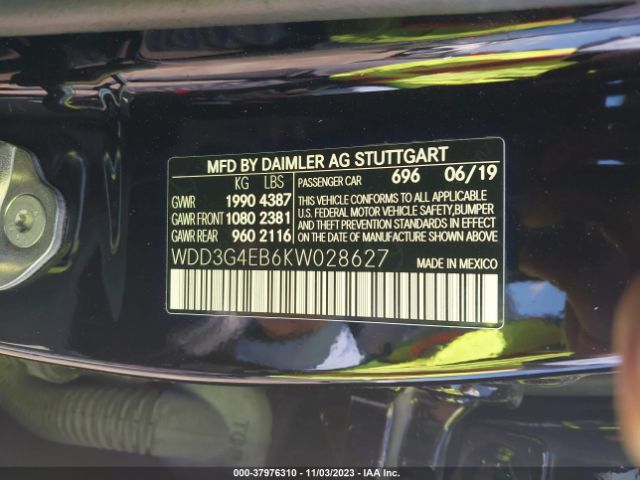 MFD BY DAIMLER AG STUTTGART
KG LBS
GVWR 1990 4387
GAWR FRONT 1080 2381
GAWR REAR 960 2116
PASSENGER CAR 696 06/19
THIS VEHICLE CONFORMS TO ALL APPLICABLE
U.S. FEDERAL MOTOR VEHICLE SAFETY, BUMPER
AND THEFT PREVENTION STANDARDS IN EFFECT
ON THE DATE OF MANUFACTURE SHOWN ABOVE.
WDD3G4EB6KW028627 MADE IN MEXICO
000-37976310 - 11/03/2023 - IAA Inc.